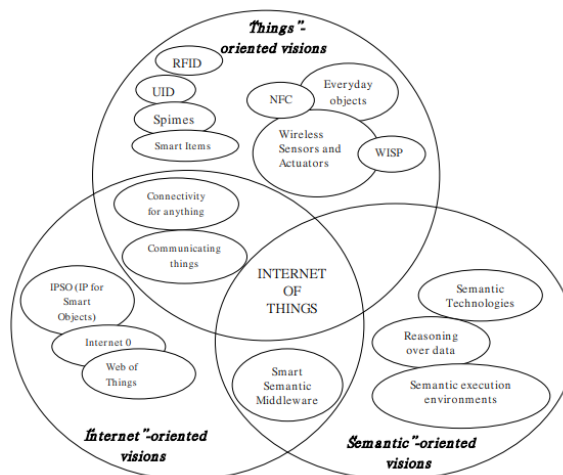 "Things"-
oriented visions
RFID
UID
Spimes
Smart Items
NFC
Everyday
objects
Wireless
Sensors and
Actuators
WISP
Connectivity
for anything
Communicating
things
INTERNET
OF
THINGS
IPSO (IP for
Smart
Objects)
Internet 0
Web of
Things
Semantic
Technologies
Reasoning
over data
Semantic execution
environments
Smart
Semantic
Middleware
"Internet"-oriented
visions
"Semantic"-oriented
visions